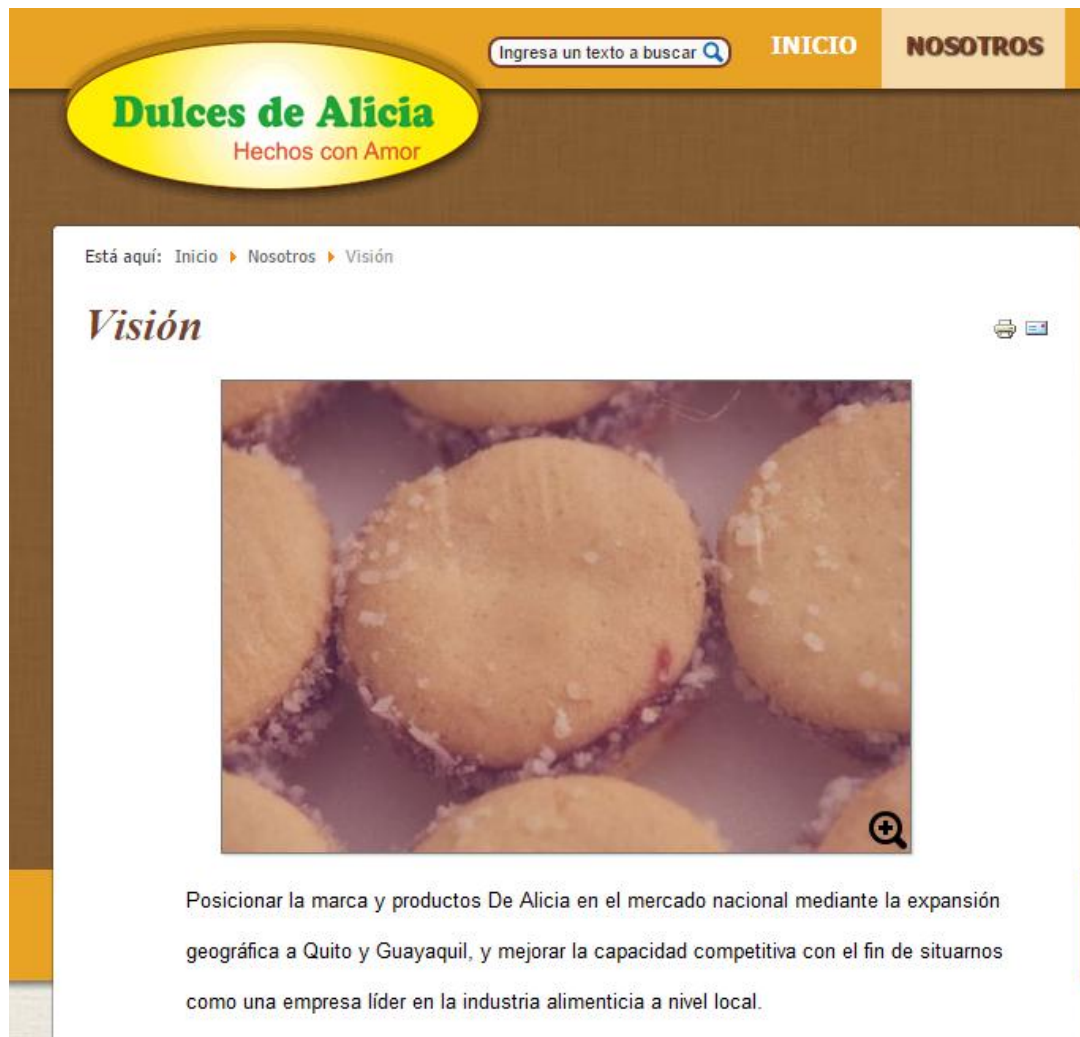 Ingresa un texto a buscar
INICIO
NOSOTROS
Dulces de Alicia
Hechos con Amor
Está aquí: Inicio Nosotros Visión
Visión
Posicionar la marca y productos De Alicia en el mercado nacional mediante la expansión
geográfica a Quito y Guayaquil, y mejorar la capacidad competitiva con el fin de situarnos
como una empresa líder en la industria alimenticia a nivel local.